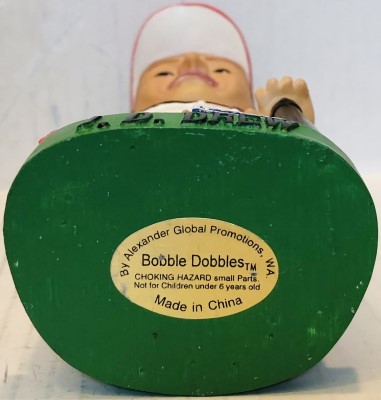 J. D. DREW
By Alexander Global Promotions, WA.
Bobble Dobbles TM
CHOKING HAZARD small Parts.
Not for Children under 6 years old
Made in China